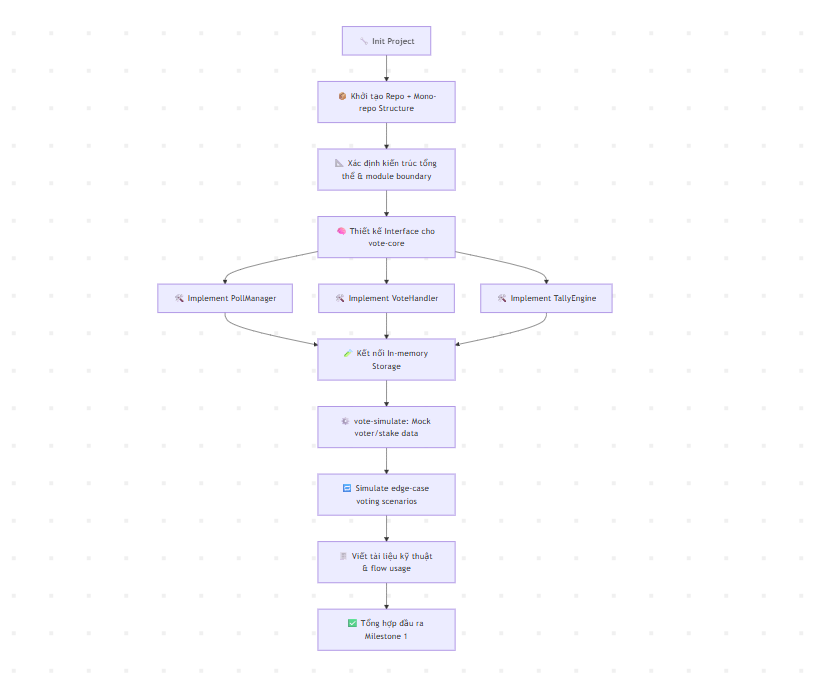 🔧 Init Project
📦 Khởi tạo Repo + Mono-
repo Structure
📐 Xác định kiến trúc tổng
thể & module boundary
🧠 Thiết kế Interface cho
vote-core
🛠️ Implement PollManager
🛠️ Implement VoteHandler
🛠️ Implement TallyEngine
🧪 Kết nối In-memory
Storage
⚙️ vote-simulate: Mock
voter/stake data
🔁 Simulate edge-case
voting scenarios
🧾 Viết tài liệu kỹ thuật
& flow usage
✅ Tổng hợp đầu ra
Milestone 1